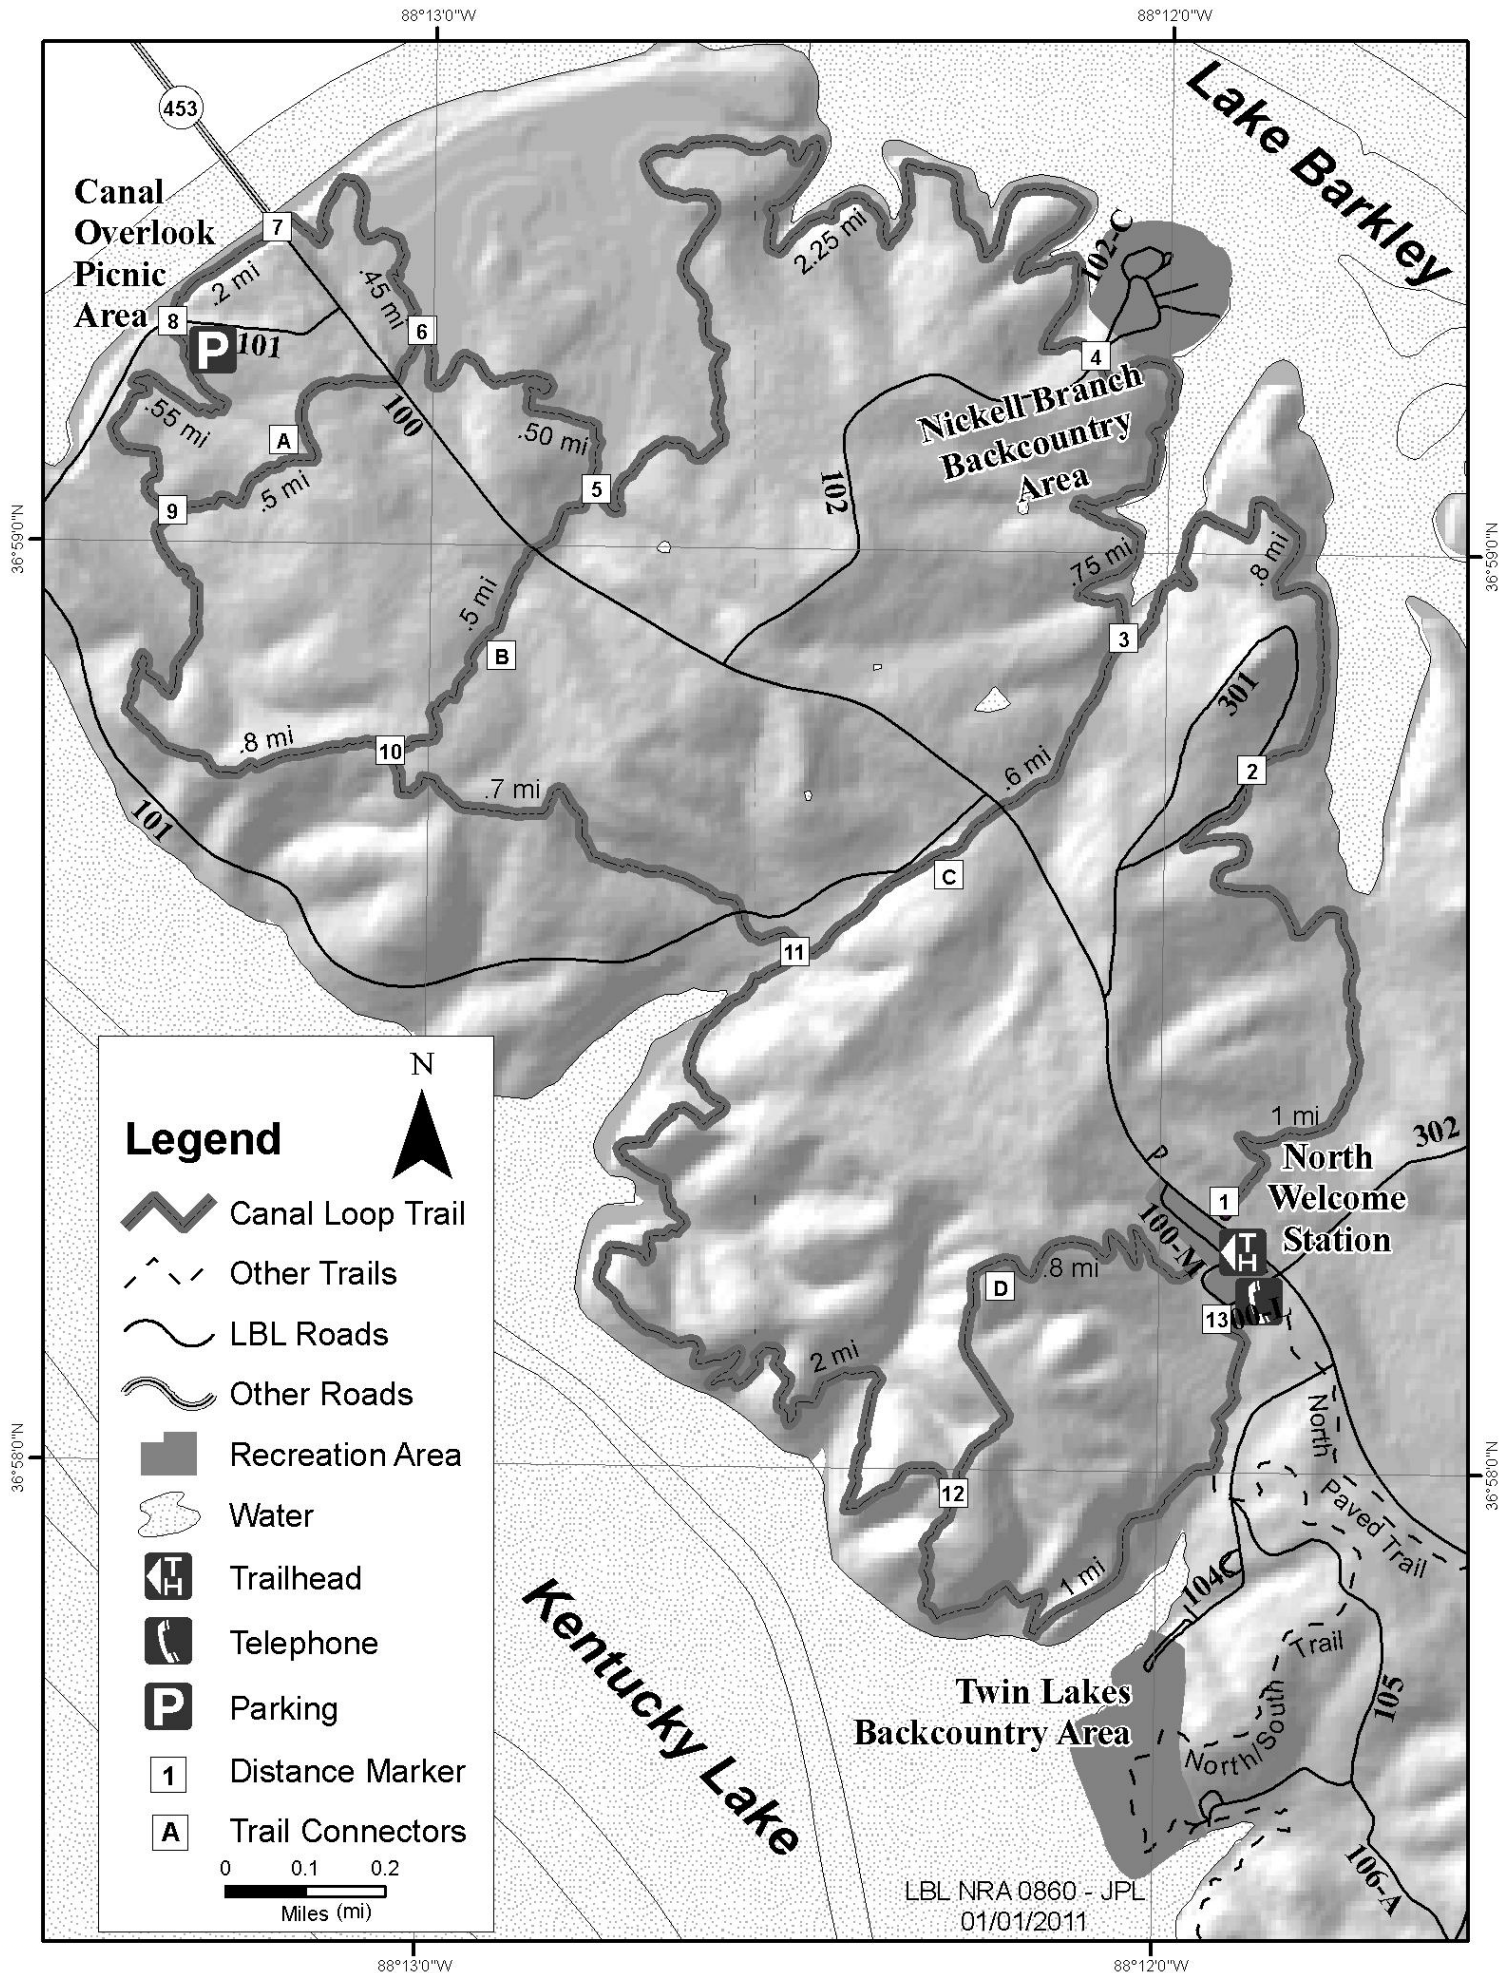 88°13'0"W
88°12'0"W
453
Lake Barkley
Canal
Overlook
Picnic
Area
7
.2 mi
.45 mi
2.25 mi
102-C
8
P
101
6
4
100
.55 mi
A
.50 mi
Nickell Branch
Backcountry
Area
.5 mi
5
102
9
36°59'0"N
36°59'0"N
.75 mi
.8 mi
.5 mi
B
3
301
.8 mi
10
.7 mi
.6 mi
2
101
C
11
1 mi
302
North
Welcome
Station
1
100-M
TH
D
.8 mi
13
00-L
2 mi
North
36°58'0"N
36°58'0"N
12
Paved Trail
1 mi
104C
Trail
Twin Lakes
Backcountry Area
105
North/South
Kentucky Lake
106-A
N
Legend
Canal Loop Trail
Other Trails
LBL Roads
Other Roads
Recreation Area
Water
TH
Trailhead
Telephone
P
Parking
1
Distance Marker
A
Trail Connectors
0 0.1 0.2
Miles (mi)
LBL NRA 0860 - JPL
01/01/2011
88°13'0"W
88°12'0"W